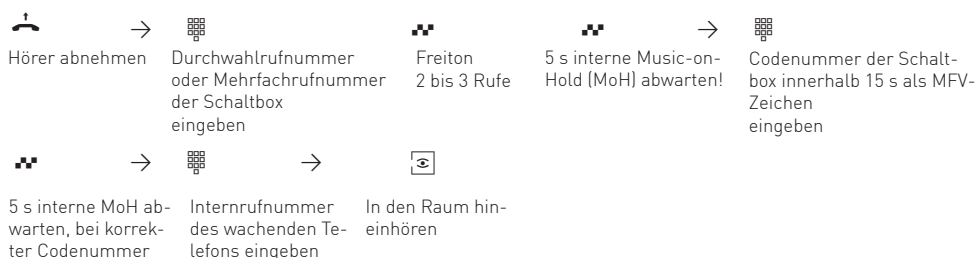 Hörer abnehmen
Durchwahlrufnummer
oder Mehrfachrufnummer
der Schaltbox
eingeben
Freiton
2 bis 3 Rufe
5 s interne Music-on-
Hold (MoH) abwarten!
Codenummer der Schalt-
box innerhalb 15 s als MFV-
Zeichen
eingeben
5 s interne MoH ab-
warten, bei korrek-
ter Codenummer
Internrufnummer
des wachenden Te-
lefons eingeben
In den Raum hin-
einhören